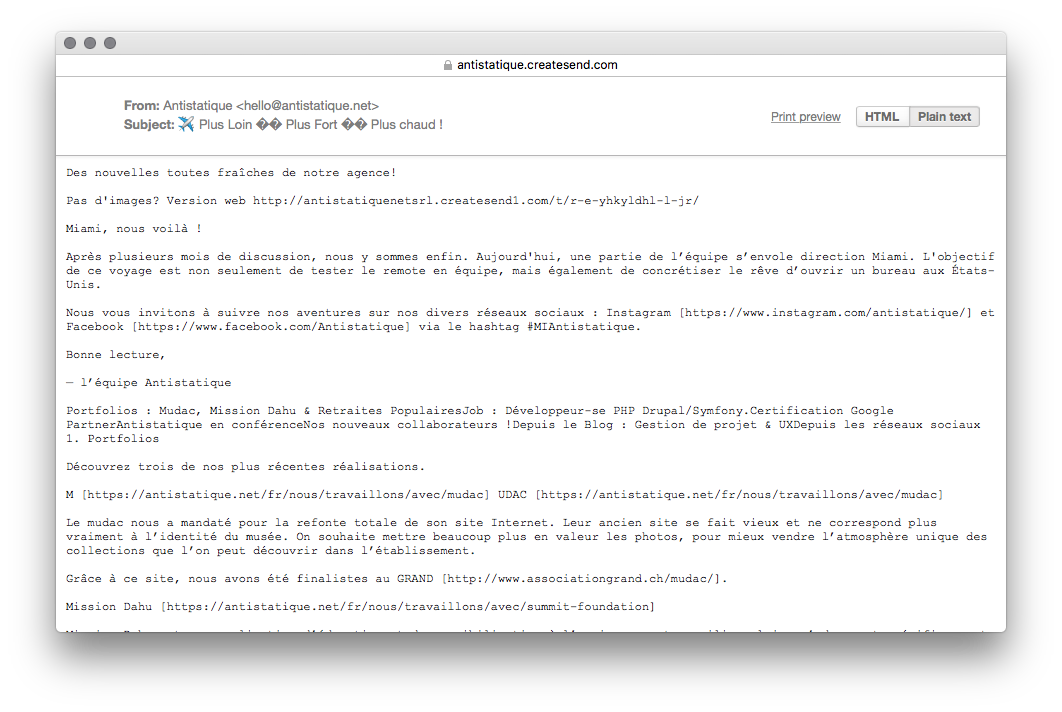 antistatique.createsend.com
From: Antistatique <hello@antistatique.net>
Subject: ✈️ Plus Loin �� Plus Fort �� Plus chaud !
Print preview
HTML
Plain text
Des nouvelles toutes fraîches de notre agence!
Pas d'images? Version web http://antistatiquenetsrl.createsend1.com/t/r-e-yhkyldhl-l-jr/
Miami, nous voilà !
Après plusieurs mois de discussion, nous y sommes enfin. Aujourd'hui, une partie de l’équipe s’envole direction Miami. L'objectif
de ce voyage est non seulement de tester le remote en équipe, mais également de concrétiser le rêve d’ouvrir un bureau aux États-
Unis.
Nous vous invitons à suivre nos aventures sur nos divers réseaux sociaux : Instagram [https://www.instagram.com/antistatique/] et
Facebook [https://www.facebook.com/Antistatique] via le hashtag #MIAntistatique.
Bonne lecture,
— l’équipe Antistatique
Portfolios : Mudac, Mission Dahu & Retraites PopulairesJob : Développeur-se PHP Drupal/Symfony.Certification Google
PartnerAntistatique en conférenceNos nouveaux collaborateurs !Depuis le Blog : Gestion de projet & UXDepuis les réseaux sociaux
1. Portfolios
Découvrez trois de nos plus récentes réalisations.
M [https://antistatique.net/fr/nous/travaillons/avec/mudac] UDAC [https://antistatique.net/fr/nous/travaillons/avec/mudac]
Le mudac nous a mandaté pour la refonte totale de son site Internet. Leur ancien site se fait vieux et ne correspond plus
vraiment à l’identité du musée. On souhaite mettre beaucoup plus en valeur les photos, pour mieux vendre l’atmosphère unique des
collections que l’on peut découvrir dans l’établissement.
Grâce à ce site, nous avons été finalistes au GRAND [http://www.associationgrand.ch/mudac/].
Mission Dahu [https://antistatique.net/fr/nous/travaillons/avec/summit-foundation]